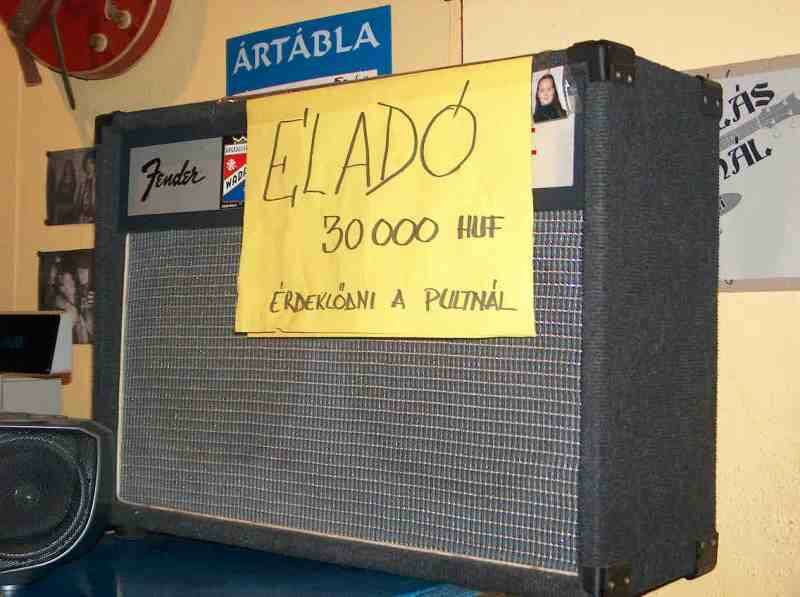 ÁRTÁBLA
Fender
ELADÓ
30 000 HUF
ÉRDEKLŐDNI A PULTNÁL